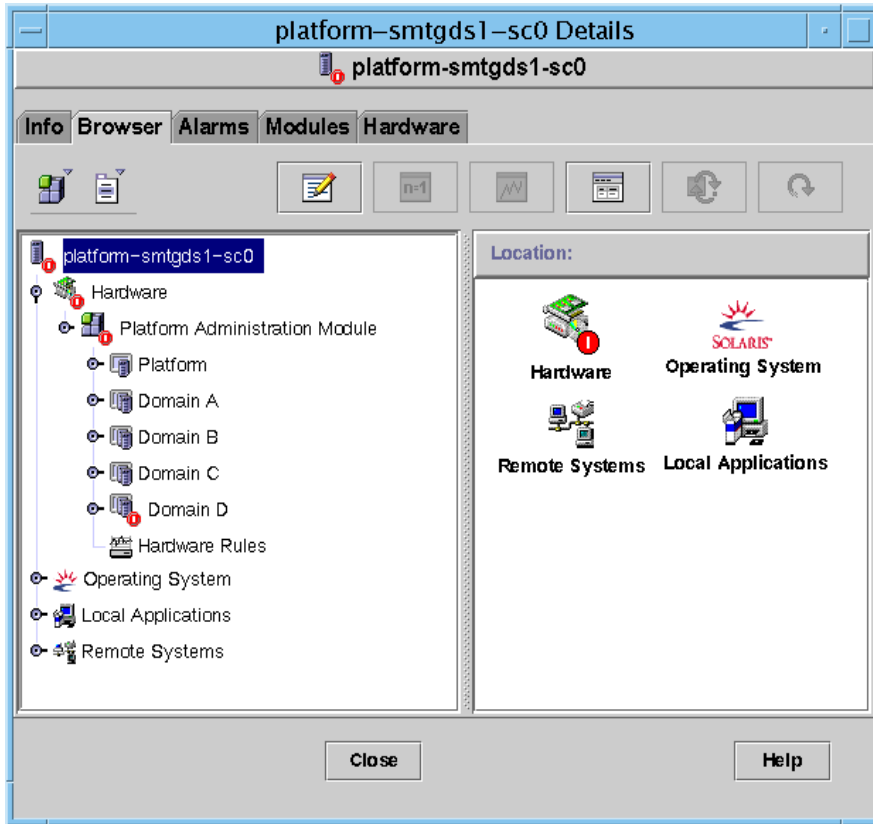 platform–smtgds1–sc0 Details
platform-smtgds1-sc0
Info Browser Alarms Modules Hardware
n=1
platform–smtgds1–sc0
Hardware
Platform Administration Module
Platform
Domain A
Domain B
Domain C
Domain D
Hardware Rules
Operating System
Local Applications
Remote Systems
Location:
SOLARIS
Hardware
Operating System
Remote Systems
Local Applications
Close
Help